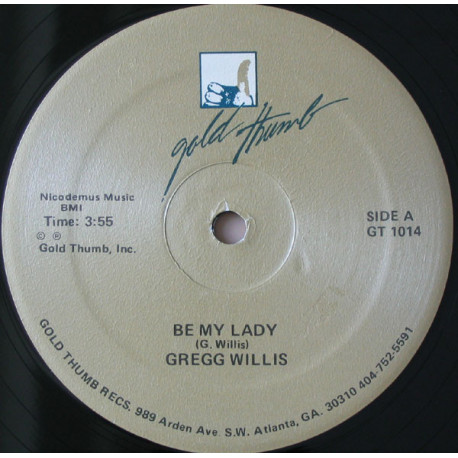 gold thumb
Nicodemus Music
BMI
Time: 3:55
© ℗
Gold Thumb, Inc.
SIDE A
GT 1014
BE MY LADY
(G. Willis)
GREGG WILLIS
GOLD THUMB RECS. 989 Arden Ave S.W. Atlanta, GA. 30310 404-752-5591